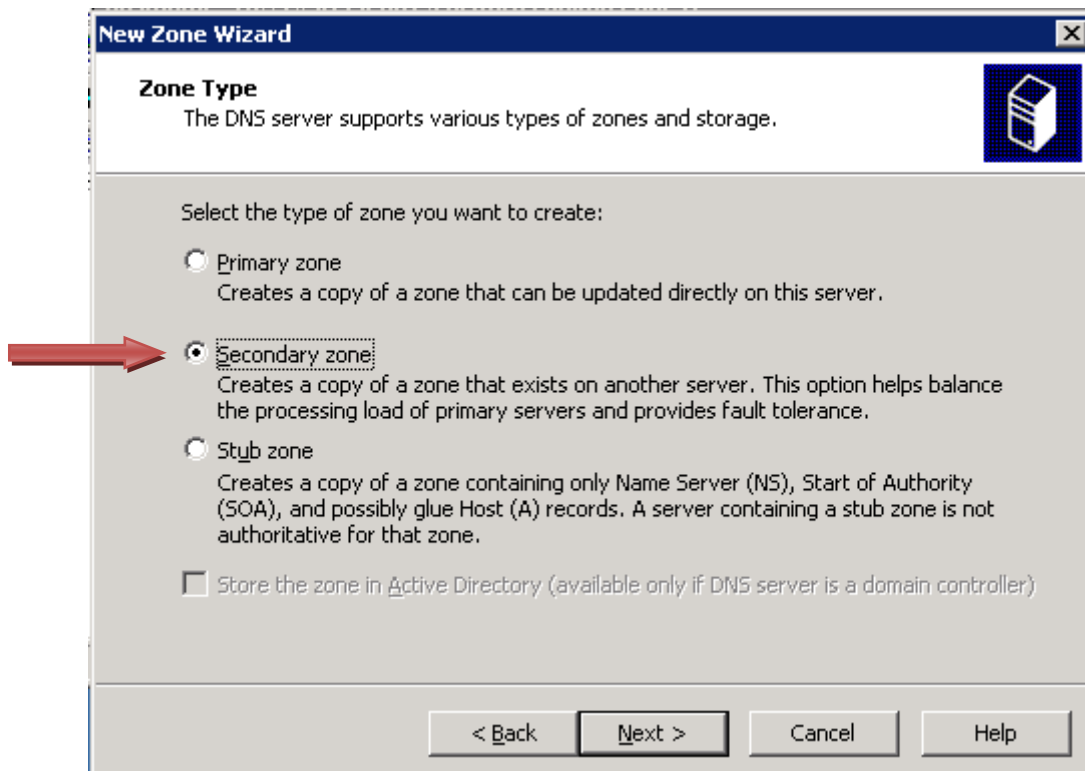 New Zone Wizard
Zone Type
The DNS server supports various types of zones and storage.
Select the type of zone you want to create:
Primary zone
Creates a copy of a zone that can be updated directly on this server.
Secondary zone
Creates a copy of a zone that exists on another server. This option helps balance
the processing load of primary servers and provides fault tolerance.
Stub zone
Creates a copy of a zone containing only Name Server (NS), Start of Authority
(SOA), and possibly glue Host (A) records. A server containing a stub zone is not
authoritative for that zone.
Store the zone in Active Directory (available only if DNS server is a domain controller)
< Back Next > Cancel Help